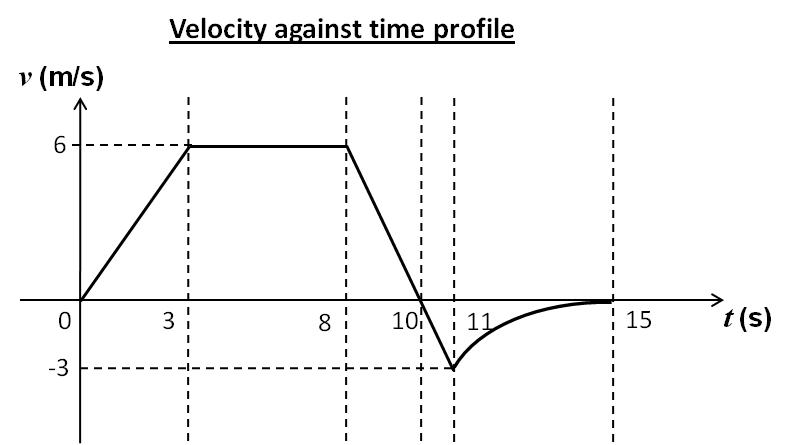 Velocity against time profile
v (m/s)
6
0 3 8 10 11 15 t (s)
-3